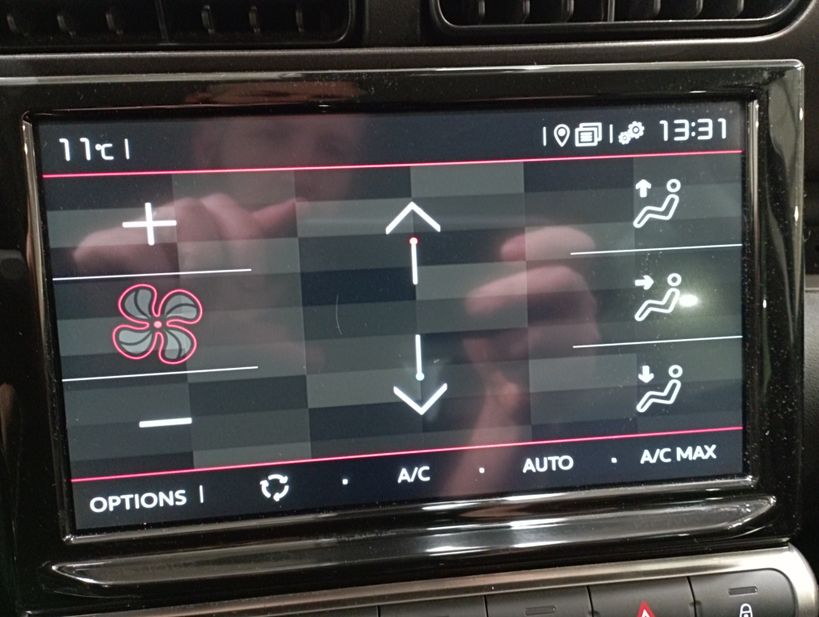 11°C
13:31
OPTIONS
A/C
AUTO
A/C MAX